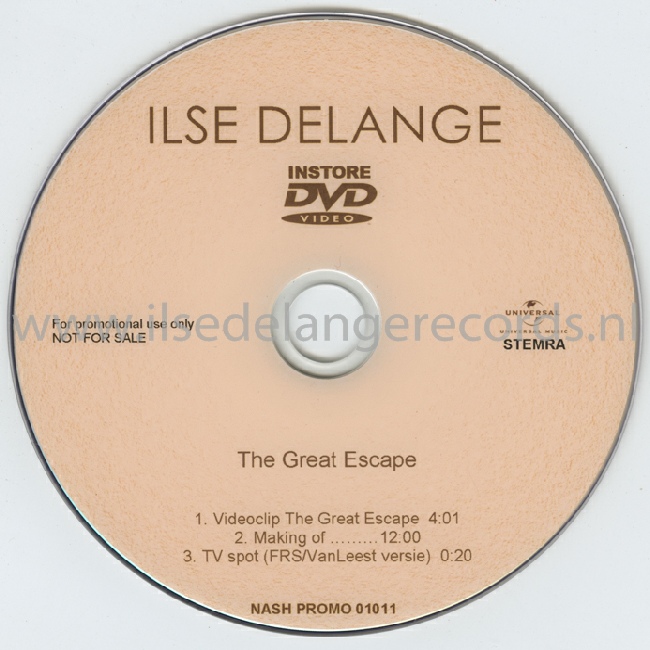 ILSE DELANGE
INSTORE
DVD
VIDEO
www.ilsedelangerecords.nl
For promotional use only
NOT FOR SALE
UNIVERSAL
UNIVERSAL MUSIC
STEMRA
The Great Escape
1. Videoclip The Great Escape 4:01
2. Making of .........12:00
3. TV spot (FRS/VanLeest versie) 0:20
NASH PROMO 01011